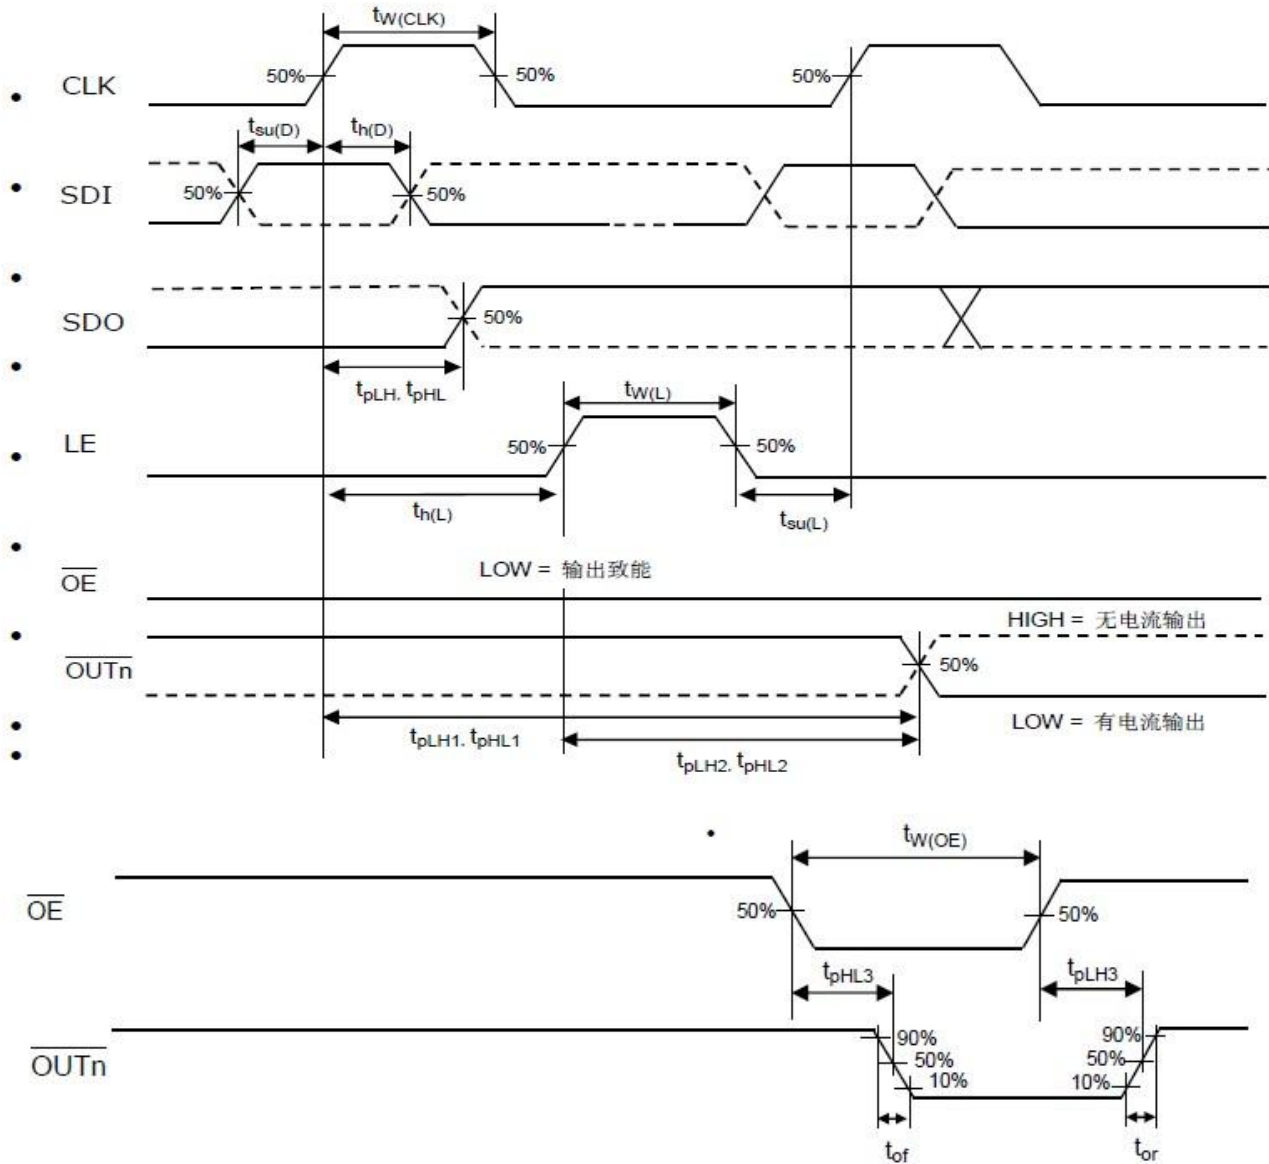 tW(CLK)
CLK 50% 50% 50%
tsu(D) th(D)
SDI 50% 50%
SDO 50%
tpLH. tpHL tW(L)
LE 50% 50%
th(L) tsu(L)
OE LOW = 输出致能
HIGH = 无电流输出
OUTn 50%
LOW = 有电流输出
tpLH1. tpHL1
tpLH2. tpHL2
tW(OE)
OE 50% 50%
tpHL3 tpLH3
90% 90%
OUTn 50% 50%
10% 10%
tof tor